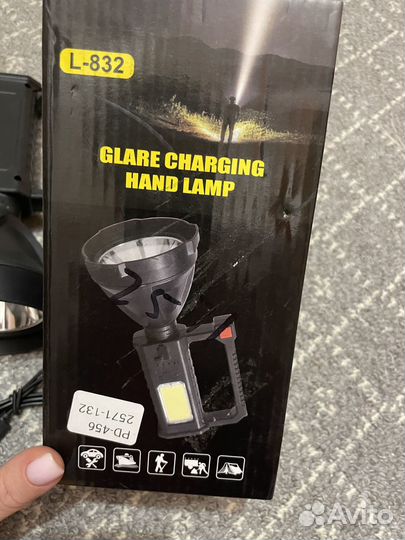 L-832
GLARE CHARGING
HAND LAMP
PD-456
2571-132
Avito